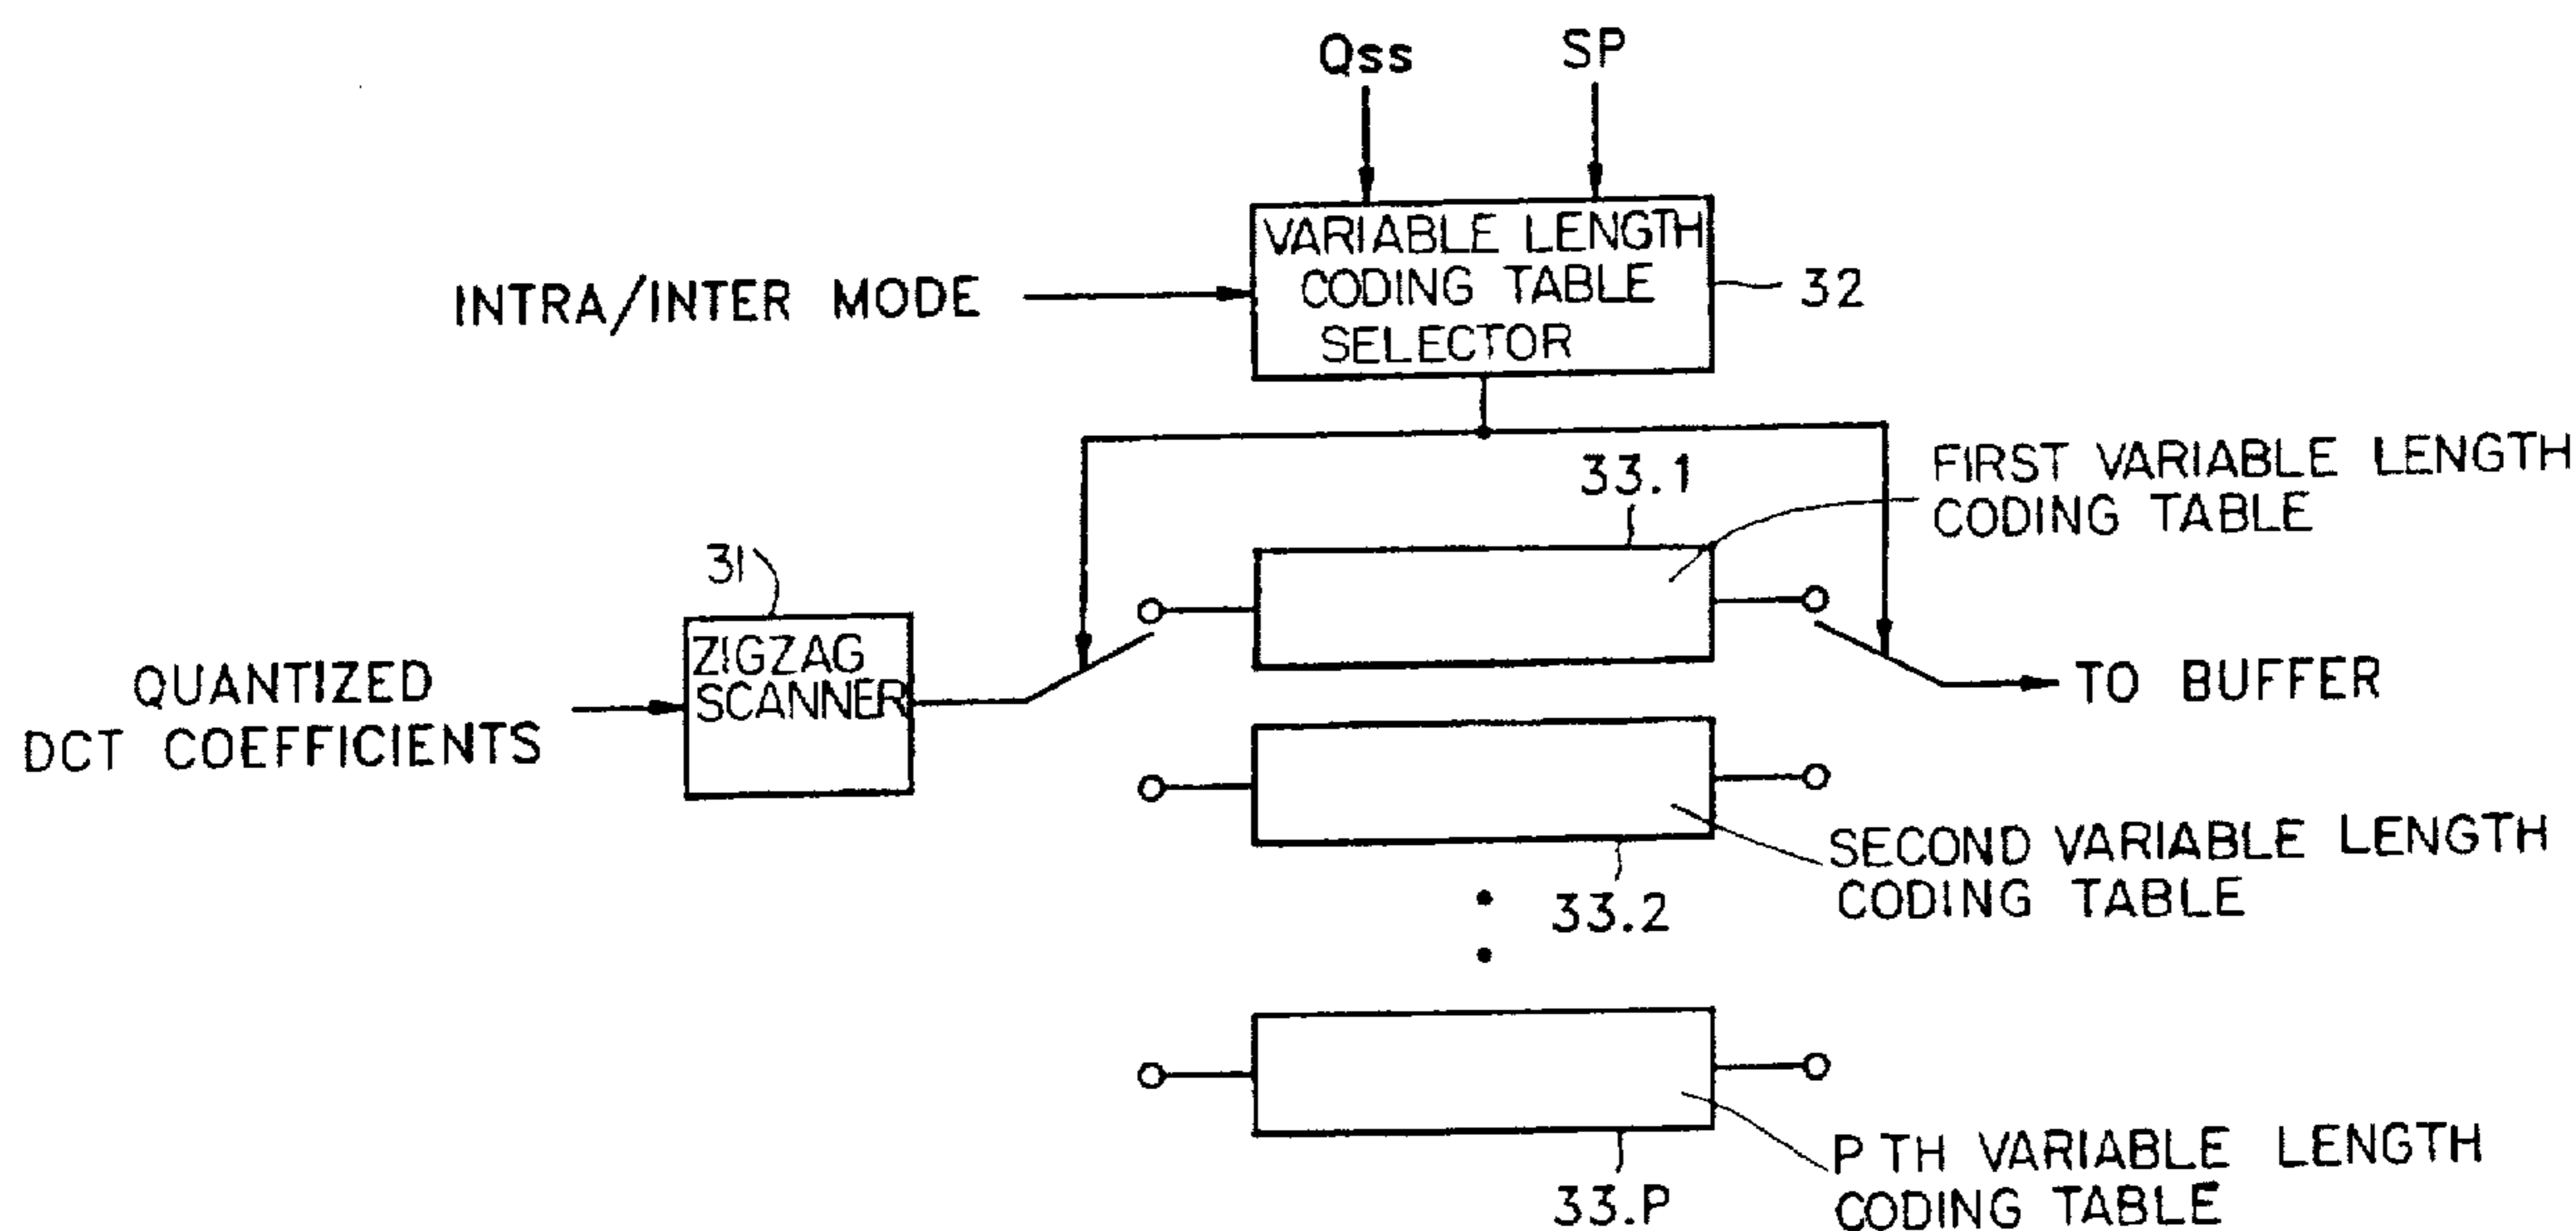 Qss
SP
VARIABLE LENGTH
CODING TABLE
SELECTOR
32
INTRA/INTER MODE
33.1
FIRST VARIABLE LENGTH
CODING TABLE
31
ZIGZAG
SCANNER
QUANTIZED
DCT COEFFICIENTS
TO BUFFER
SECOND VARIABLE LENGTH
CODING TABLE
33.2
P TH VARIABLE LENGTH
CODING TABLE
33.P